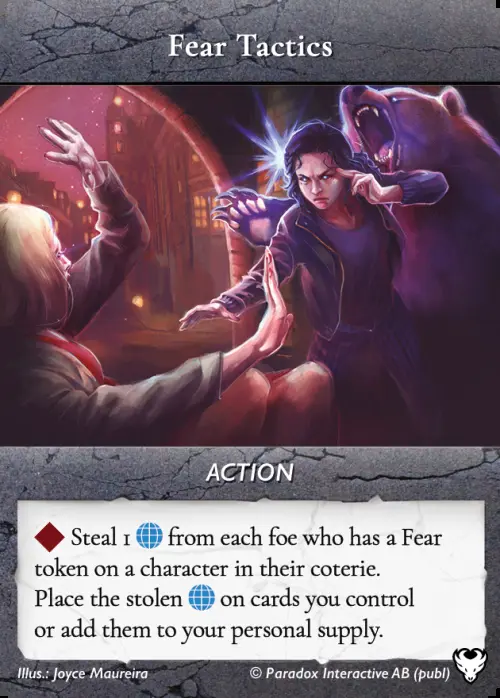 Fear Tactics
ACTION
Steal 1 from each foe who has a Fear
token on a character in their coterie.
Place the stolen on cards you control
or add them to your personal supply.
Illus.: Joyce Maureira
© Paradox Interactive AB (publ)